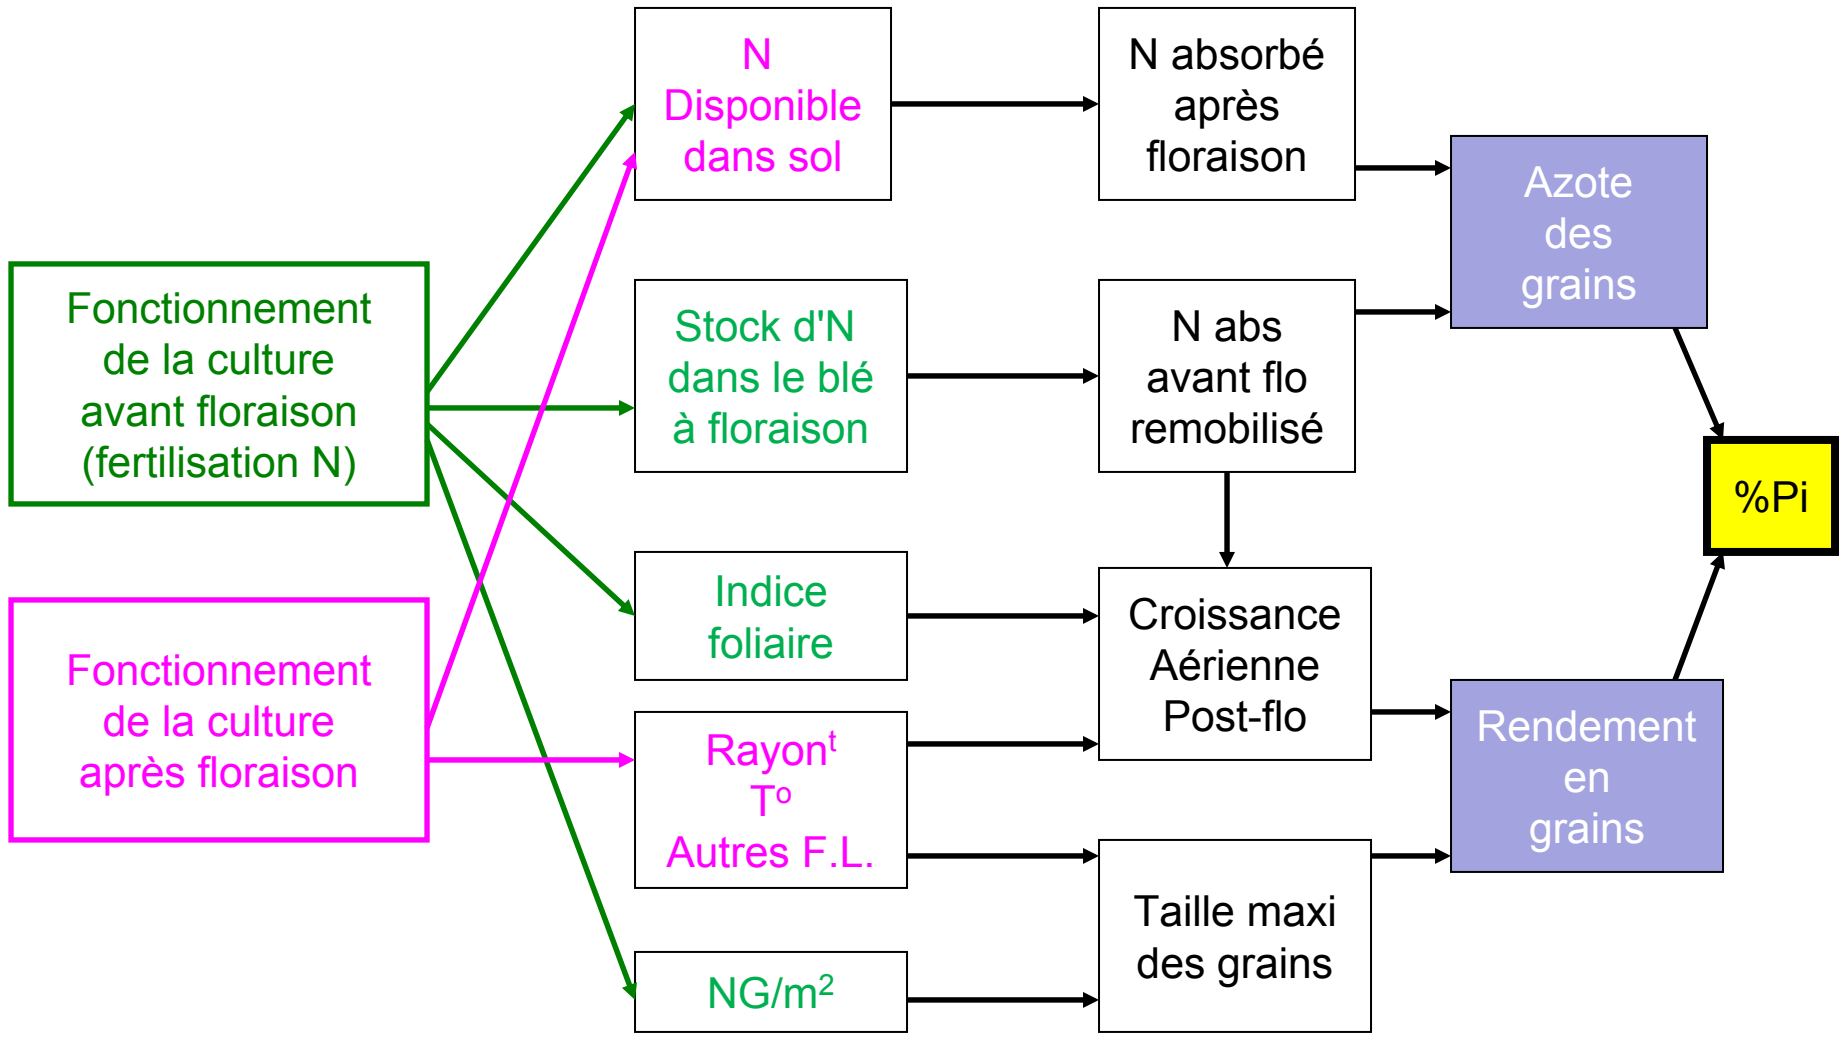 Fonctionnement
de la culture
avant floraison
(fertilisation N)
Fonctionnement
de la culture
après floraison
N
Disponible
dans sol
Stock d'N
dans le blé
à floraison
Indice
foliaire
Rayonᵗ
Tº
Autres F.L.
NG/m²
N absorbé
après
floraison
N abs
avant flo
remobilisé
Croissance
Aérienne
Post-flo
Taille maxi
des grains
Azote
des
grains
Rendement
en
grains
%Pi